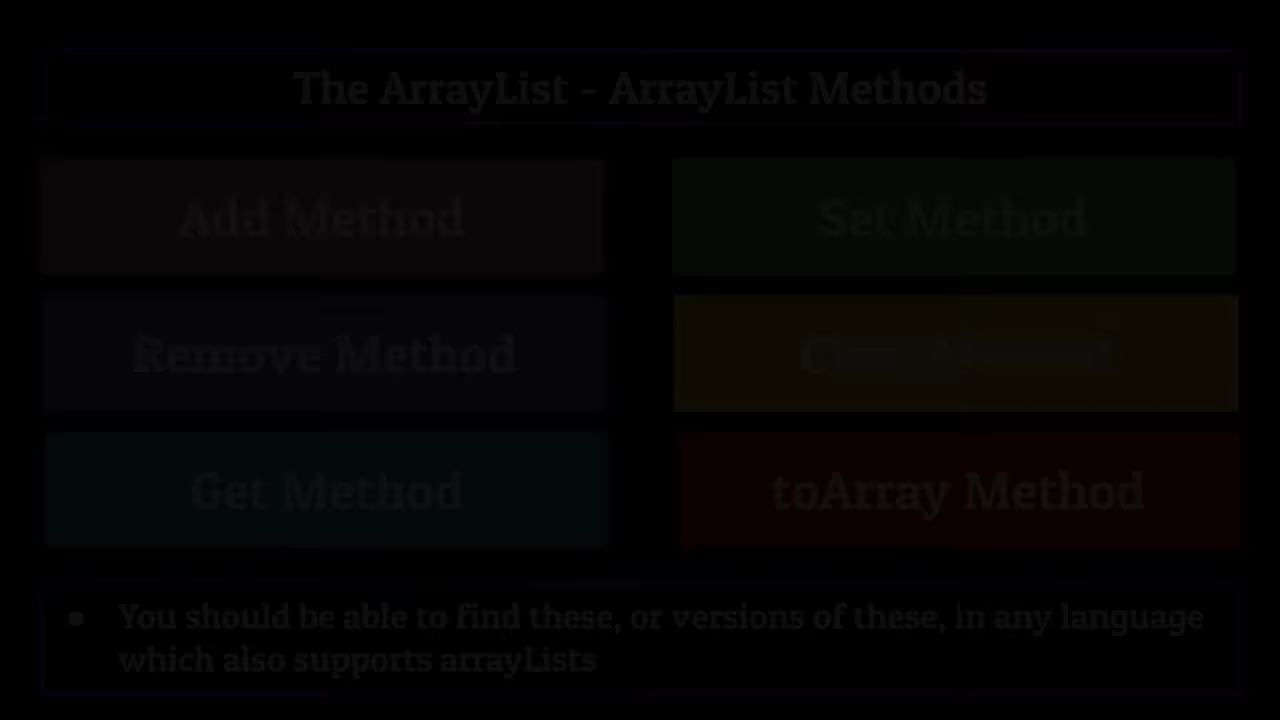 The ArrayList - ArrayList Methods
Add Method
Set Method
Remove Method
Get Method
toArray Method
● You should be able to find these, or versions of these, in any language
which also supports arrayLists